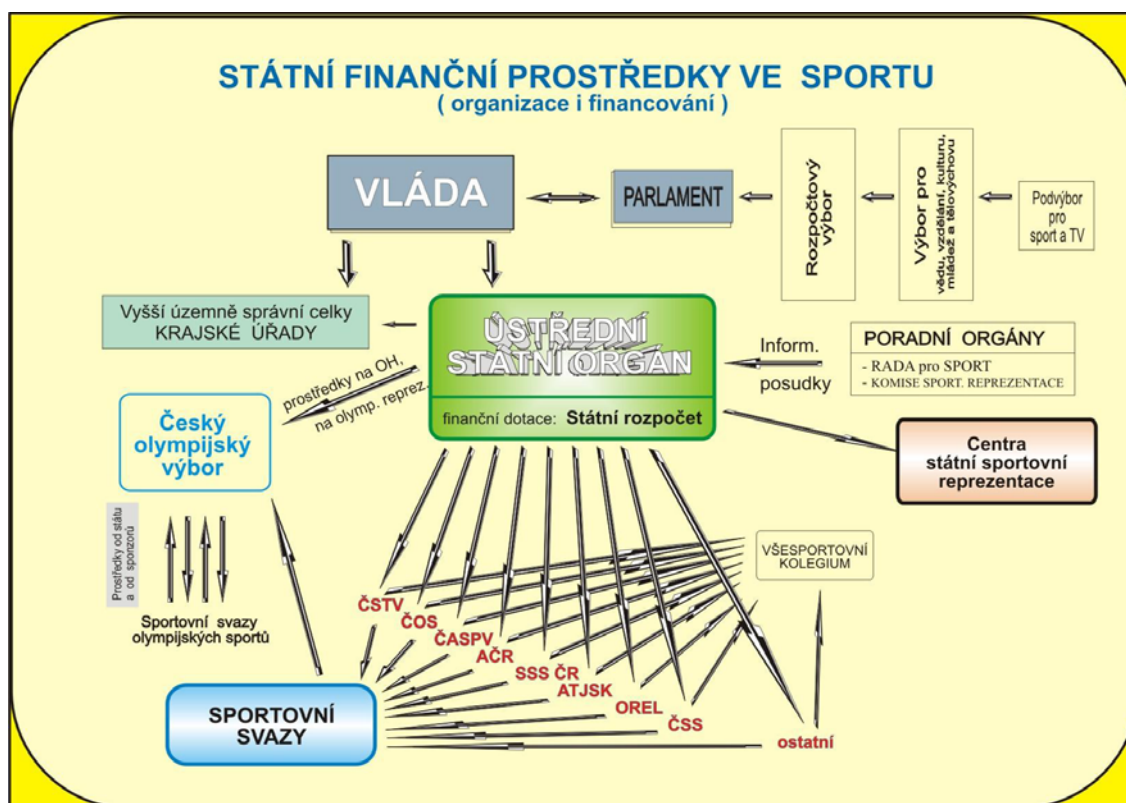 STÁTNÍ FINANČNÍ PROSTŘEDKY VE SPORTU
( organizace i financování )
VLÁDA
PARLAMENT
Rozpočtový
výbor
Výbor pro
vědu, vzdělání, kulturu,
mládež a tělovýchovu
Podvýbor
pro
sport a TV
Vyšší územně správní celky
KRAJSKÉ ÚŘADY
ÚSTŘEDNÍ
STÁTNÍ ORGÁN
finanční dotace: Státní rozpočet
Inform.
posudky
PORADNÍ ORGÁNY
- RADA pro SPORT
- KOMISE SPORT. REPREZENTACE
prostředky na OH,
na olymp. reprez.
Český
olympijský
výbor
Centra
státní sportovní
reprezentace
Prostředky od státu
a od sponzorů
Sportovní svazy
olympijských sportů
VŠESPORTOVNÍ
KOLEGIUM
ČSTV
ČOS
ČASPV
AČR
SSS ČR
ATJSK
OREL
ČSS
ostatní
SPORTOVNÍ
SVAZY